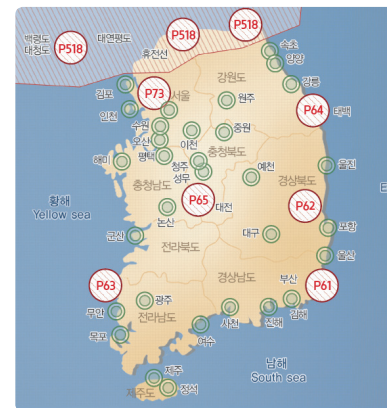 P518
백령도
대청도
P518
대연평도
P518
휴전선
속초
양양
강원도
강릉
김포
P73
서울
원주
P64
태백
인천
수원
이천
중원
오산
평택
충청북도
해미
청주
성무
예천
울진
충청남도
경상북도
P65
대전
P62
황해
Yellow sea
논산
군산
대구
포항
전라북도
울산
P63
경상남도
부산
P61
광주
무안
전라남도
사천
진해
김해
목포
여수
남해
South sea
제주
정석
제주도
E